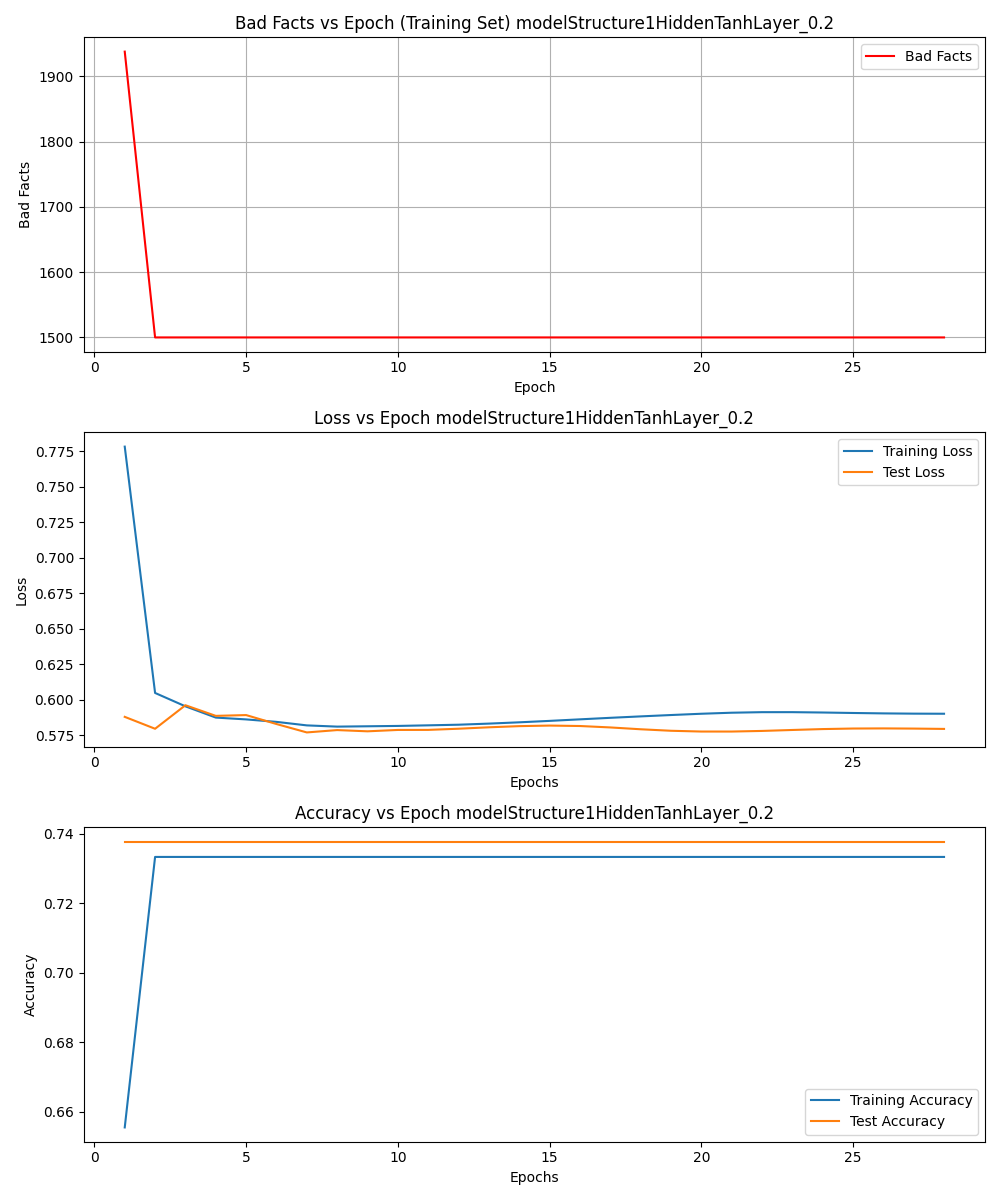 Bad Facts vs Epoch (Training Set) modelStructure1HiddenTanhLayer_0.2
Bad Facts
1900
1800
1700
1600
1500
Bad Facts
0 5 10 15 20 25
Epoch
Loss vs Epoch modelStructure1HiddenTanhLayer_0.2
Training Loss
Test Loss
0.775
0.750
0.725
0.700
0.675
0.650
0.625
0.600
0.575
Loss
0 5 10 15 20 25
Epochs
Accuracy vs Epoch modelStructure1HiddenTanhLayer_0.2
0.74
0.72
0.70
0.68
0.66
Accuracy
Training Accuracy
Test Accuracy
0 5 10 15 20 25
Epochs